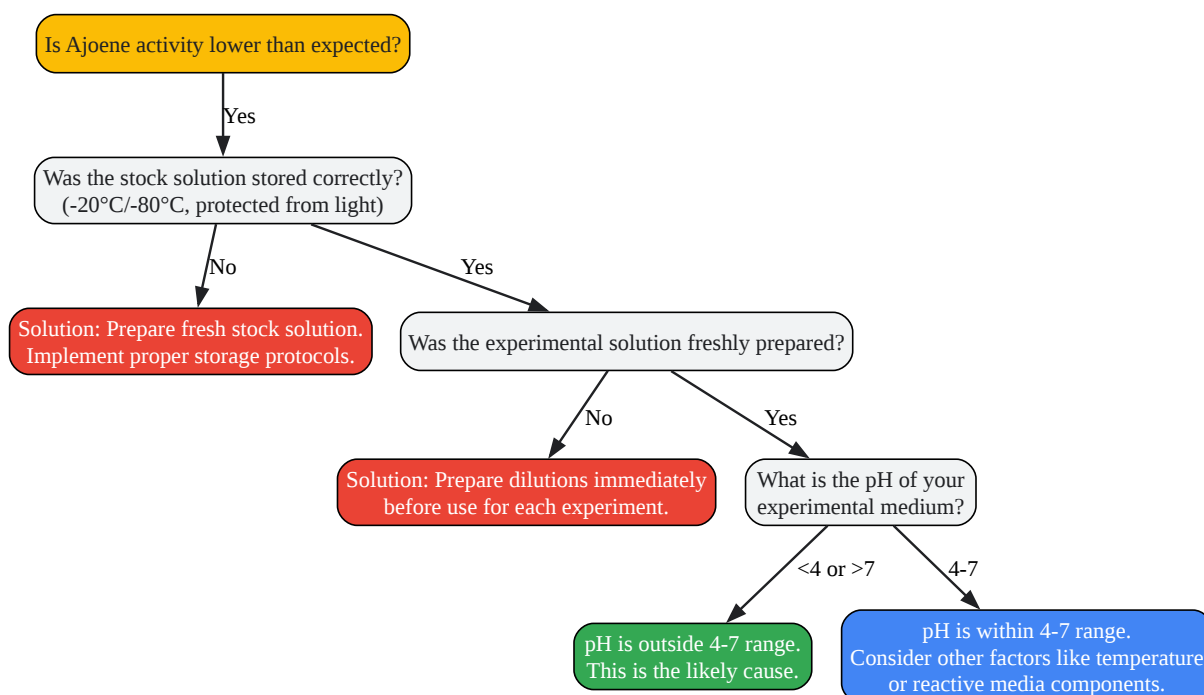 Is Ajoene activity lower than expected?
Yes
Was the stock solution stored correctly?
(-20°C/-80°C, protected from light)
No
Yes
Solution: Prepare fresh stock solution.
Implement proper storage protocols.
Was the experimental solution freshly prepared?
No
Yes
Solution: Prepare dilutions immediately
before use for each experiment.
What is the pH of your
experimental medium?
<4 or >7
4-7
pH is outside 4-7 range.
This is the likely cause.
pH is within 4-7 range.
Consider other factors like temperature
or reactive media components.